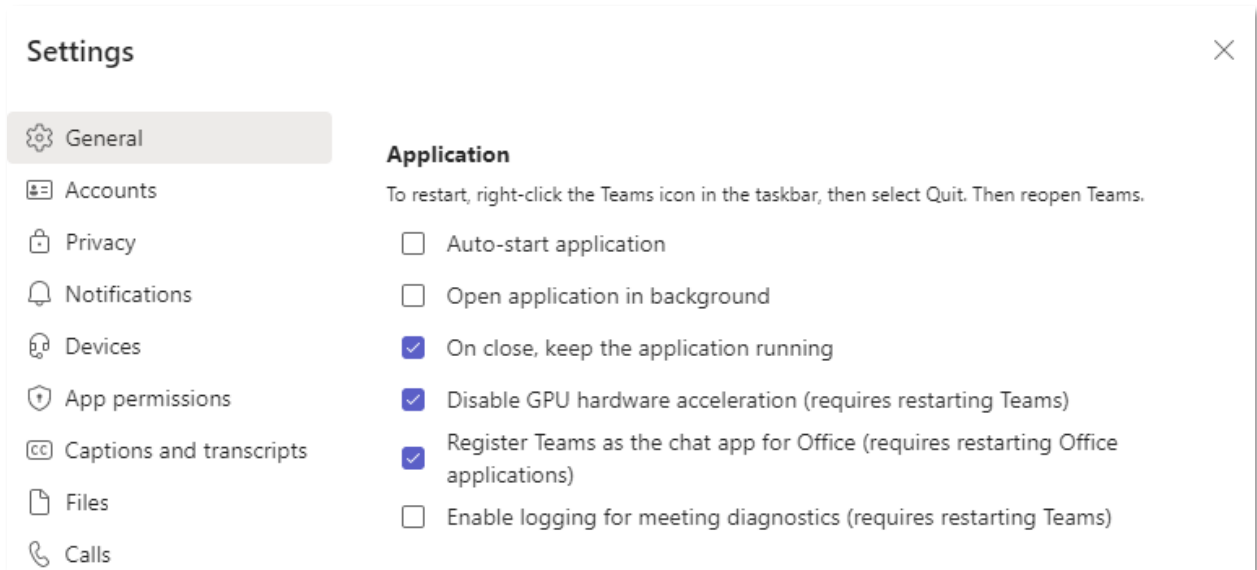 Settings
General
Accounts
Privacy
Notifications
Devices
App permissions
CC Captions and transcripts
Files
Calls
Application
To restart, right-click the Teams icon in the taskbar, then select Quit. Then reopen Teams.
Auto-start application
Open application in background
On close, keep the application running
Disable GPU hardware acceleration (requires restarting Teams)
Register Teams as the chat app for Office (requires restarting Office
applications)
Enable logging for meeting diagnostics (requires restarting Teams)